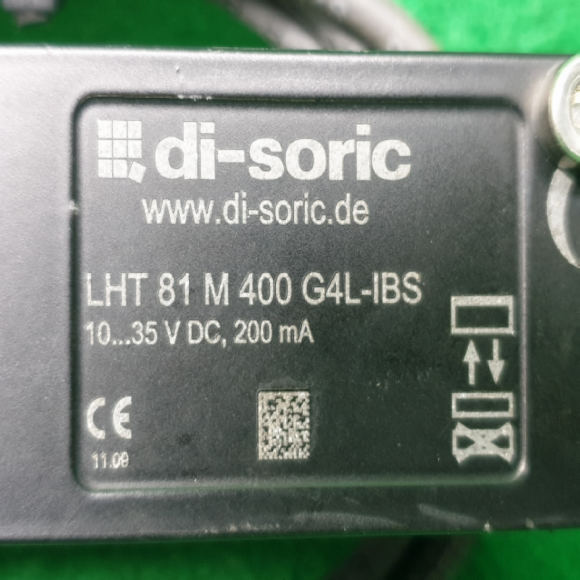 di-soric
www.di-soric.de
LHT 81 M 400 G4L-IBS
10...35 V DC, 200 mA
CE
11.09